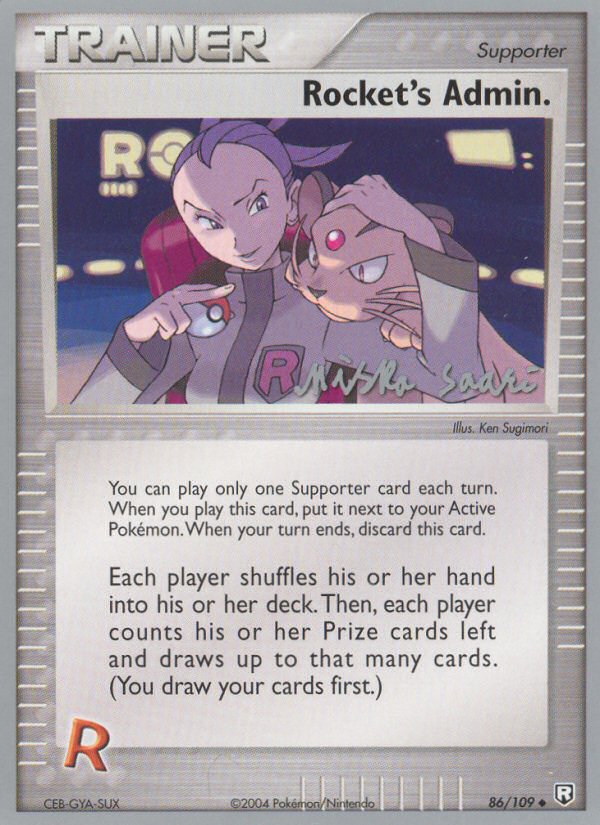 TRAINER
Supporter
Rocket's Admin.
R
R
Misko Saari
Illus. Ken Sugimori
You can play only one Supporter card each turn.
When you play this card, put it next to your Active
Pokémon. When your turn ends, discard this card.
Each player shuffles his or her hand
into his or her deck. Then, each player
counts his or her Prize cards left
and draws up to that many cards.
(You draw your cards first.)
R
CEB-GYA-SUX
©2004 Pokémon/Nintendo
86/109
R